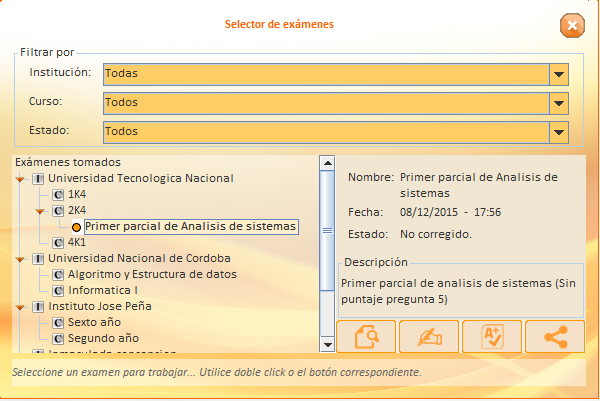 Selector de exámenes
Filtrar por
Institución: Todas
Curso: Todos
Estado: Todos
Exámenes tomados
I Universidad Tecnologica Nacional
C 1K4
C 2K4
Primer parcial de Analisis de sistemas
C 4K1
I Universidad Nacional de Cordoba
C Algoritmo y Estructura de datos
C Informatica I
I Instituto Jose Peña
C Sexto año
C Segundo año
Inmaculada concepcion
Nombre: Primer parcial de Analisis de
sistemas
Fecha: 08/12/2015 - 17:56
Estado: No corregido.
Descripción
Primer parcial de analisis de sistemas (Sin
puntaje pregunta 5)
A+
Seleccione un examen para trabajar... Utilice doble click o el botón correspondiente.